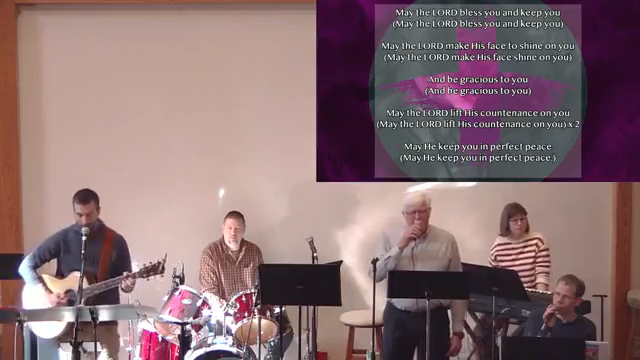 May the LORD bless you and keep you
(May the LORD bless you and keep you)
May the LORD make His face to shine on you
(May the LORD make His face shine on you)
And be gracious to you
(And be gracious to you)
May the LORD lift His countenance on you
(May the LORD lift His countenance on you) x 2
May He keep you in perfect peace
(May He keep you in perfect peace.)